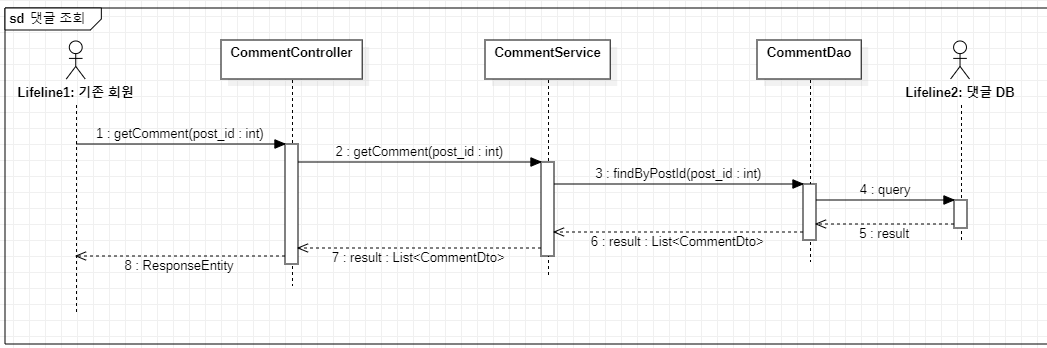 sd 댓글 조회
CommentController
CommentService
CommentDao
Lifeline1: 기존 회원
Lifeline2: 댓글 DB
1 : getComment(post_id : int)
2 : getComment(post_id : int)
3 : findByPostId(post_id : int)
4 : query
5 : result
6 : result : List<CommentDto>
7 : result : List<CommentDto>
8 : ResponseEntity